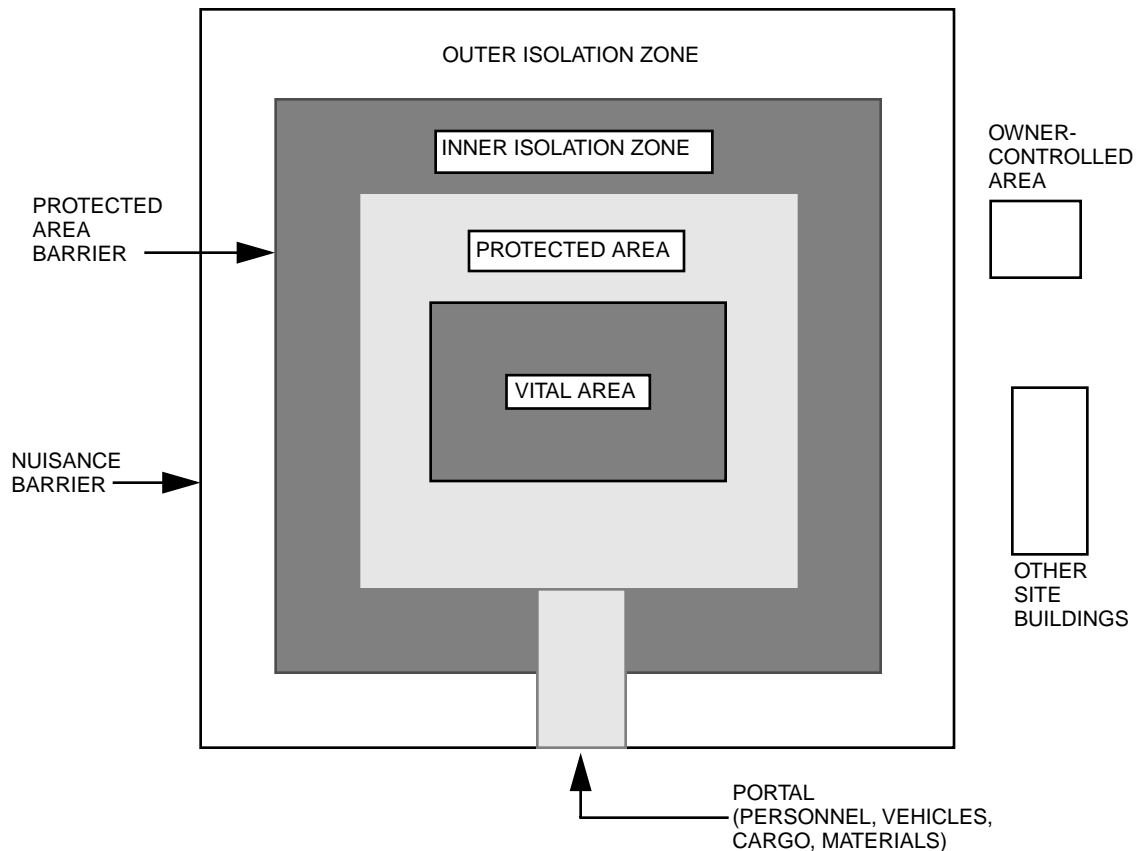 OUTER ISOLATION ZONE
INNER ISOLATION ZONE
OWNER-
CONTROLLED
AREA
PROTECTED
AREA
BARRIER
PROTECTED AREA
VITAL AREA
NUISANCE
BARRIER
OTHER
SITE
BUILDINGS
PORTAL
(PERSONNEL, VEHICLES,
CARGO, MATERIALS)